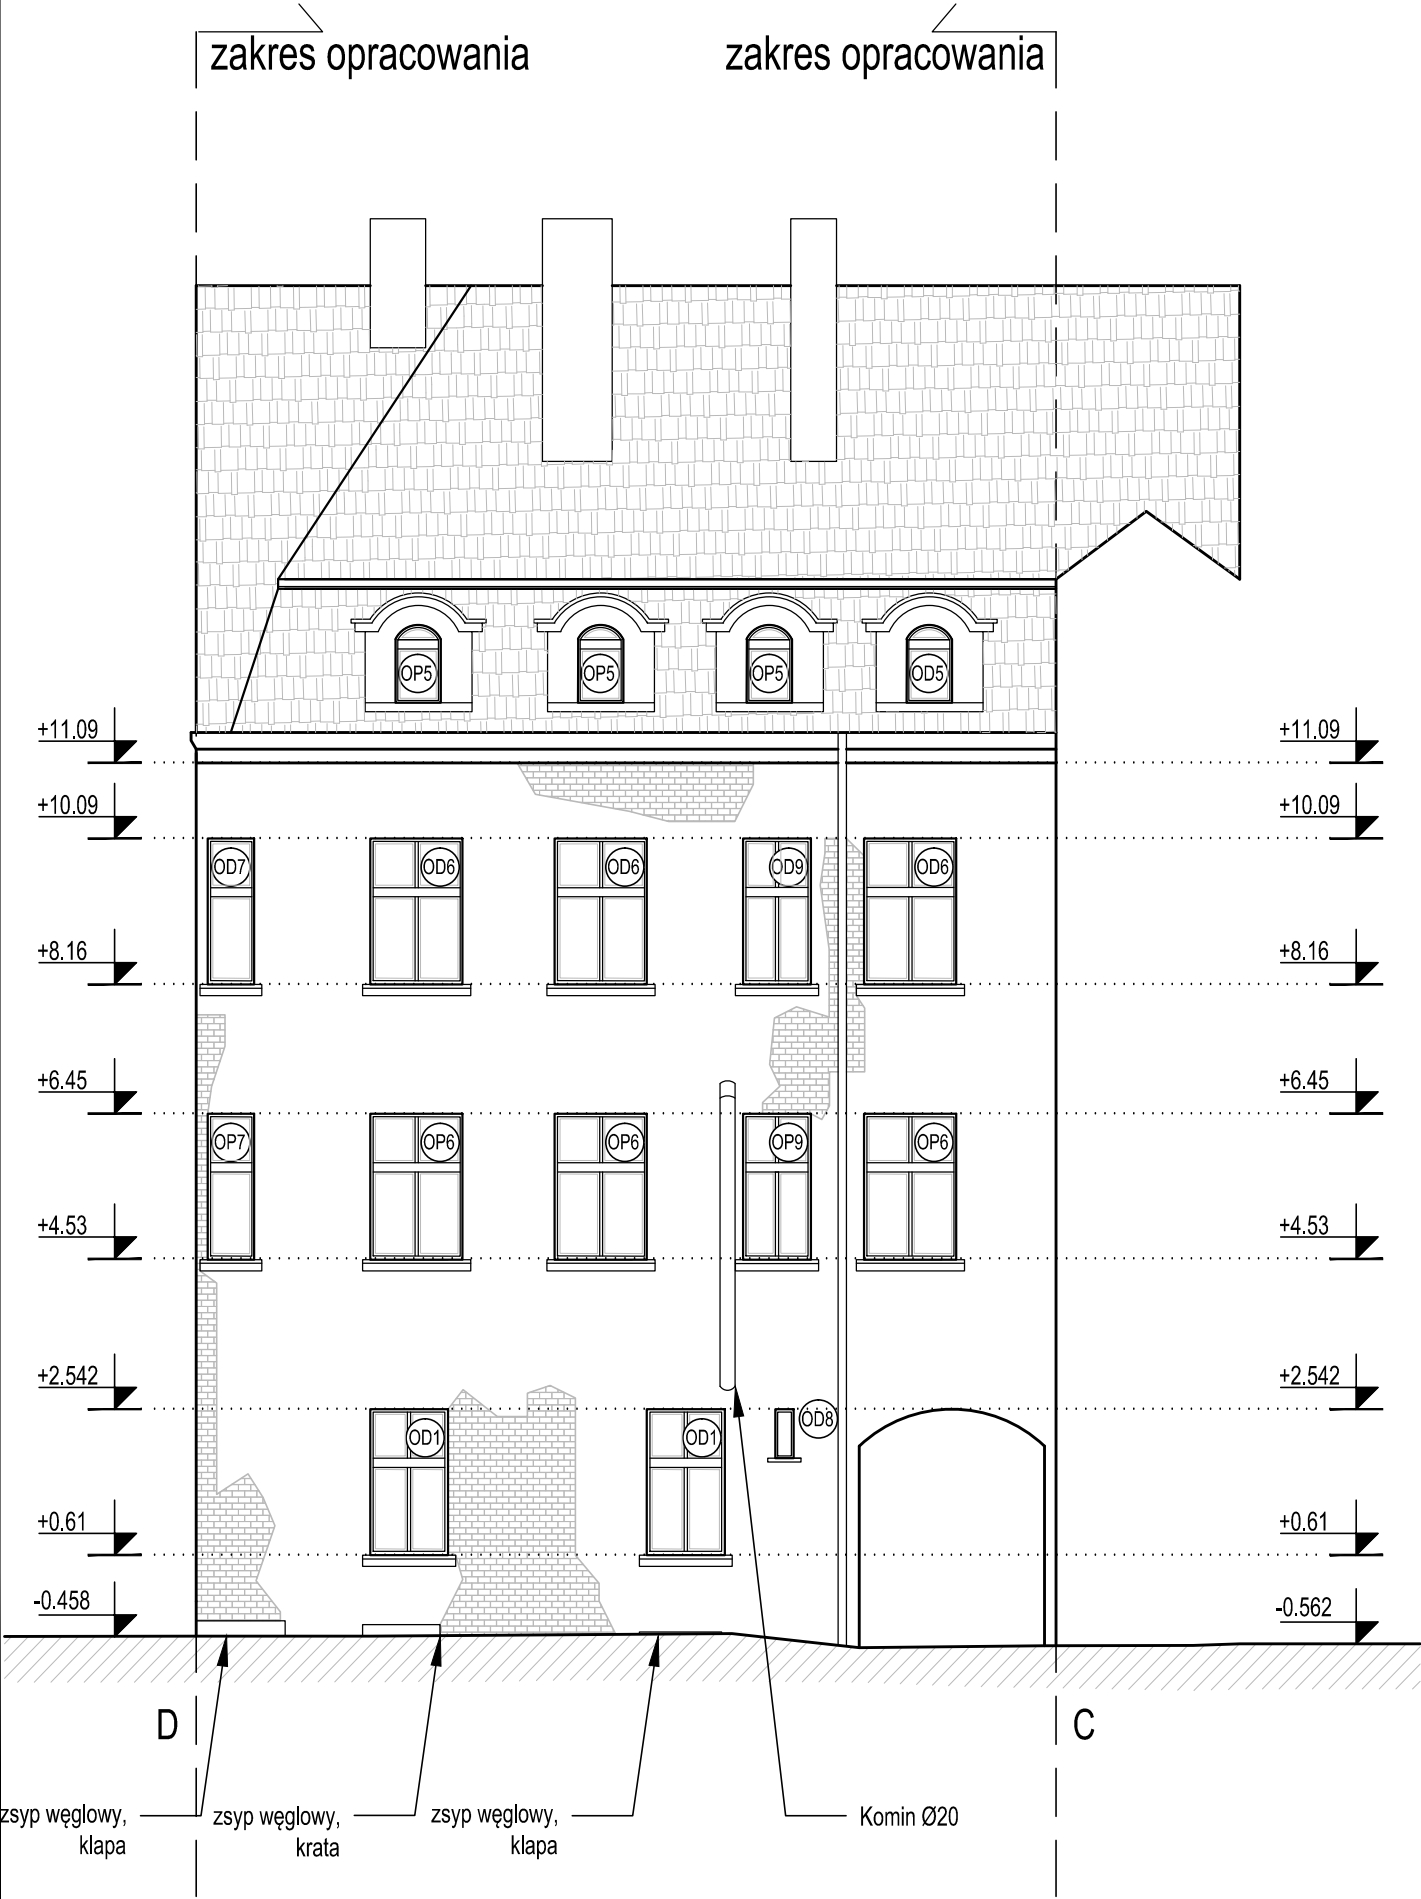 zakres opracowania
zakres opracowania
OP5
OP5
OP5
OD5
+11.09
+11.09
+10.09
+10.09
OD7
OD6
OD6
OD9
OD6
+8.16
+8.16
+6.45
+6.45
OP7
OP6
OP6
OP9
OP6
+4.53
+4.53
+2.542
+2.542
OD1
OD1
OD8
+0.61
+0.61
-0.458
-0.562
D
C
zsyp węglowy,
klapa
zsyp węglowy,
krata
zsyp węglowy,
klapa
Komin Ø20